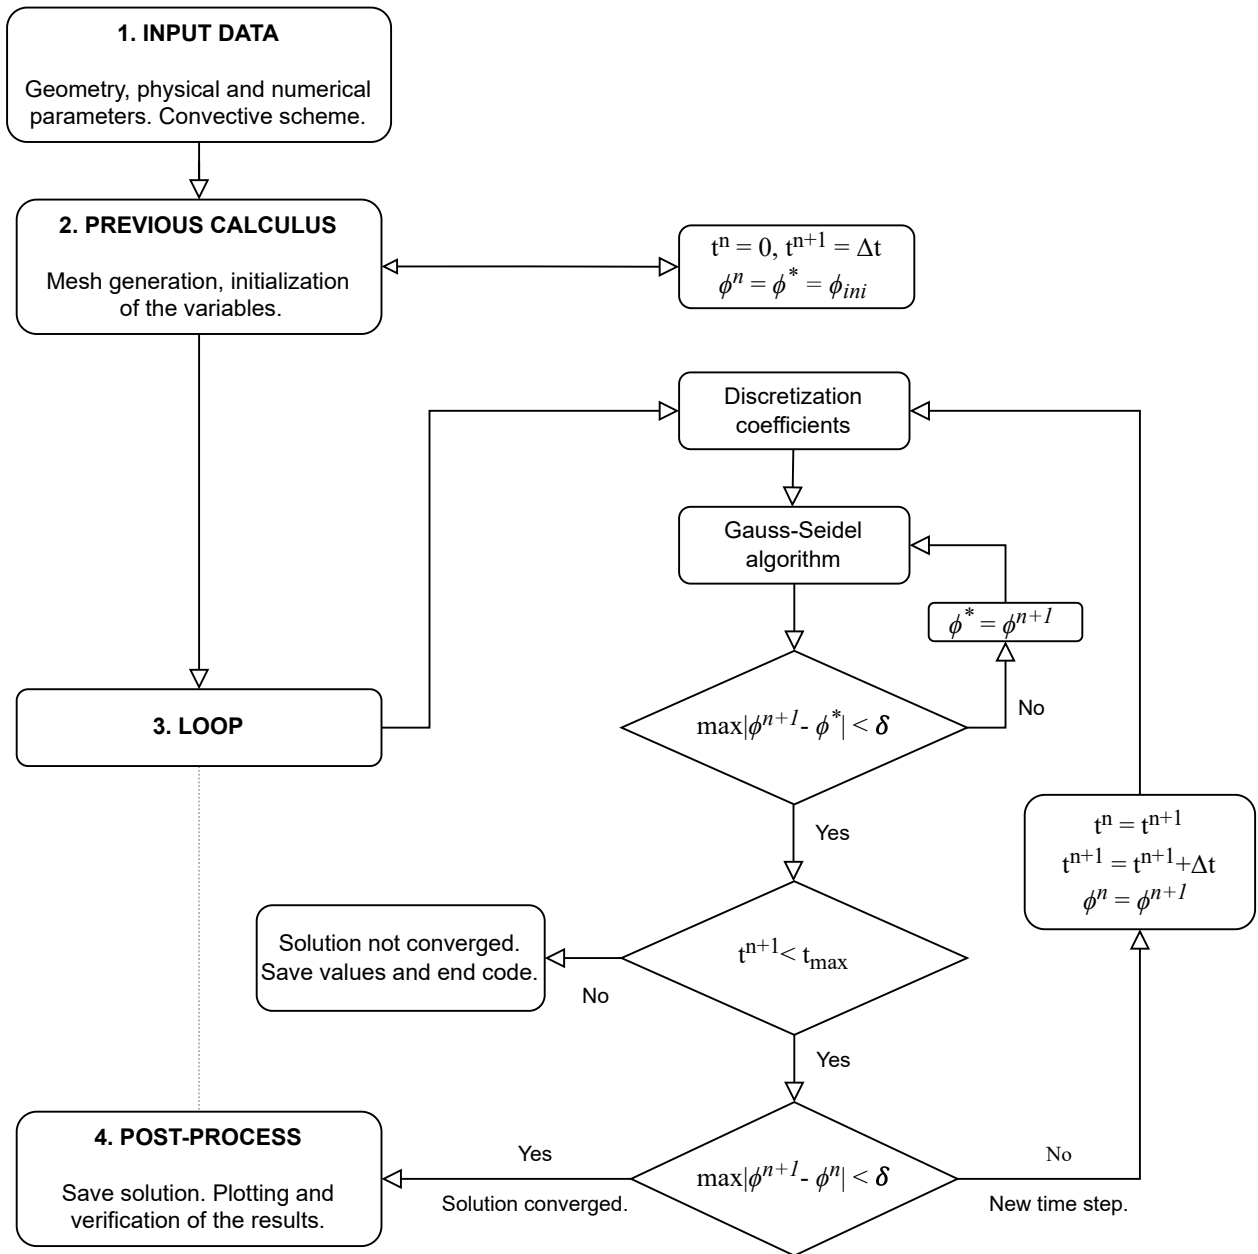 1. INPUT DATA
Geometry, physical and numerical
parameters. Convective scheme.
2. PREVIOUS CALCULUS
Mesh generation, initialization
of the variables.
tⁿ = 0, tⁿ⁺¹ = Δt
ϕⁿ = ϕ* = ϕ_ini
Discretization
coefficients
Gauss-Seidel
algorithm
ϕ* = ϕⁿ⁺¹
No
3. LOOP
max|ϕⁿ⁺¹- ϕ*| < δ
Yes
tⁿ = tⁿ⁺¹
tⁿ⁺¹ = tⁿ⁺¹+Δt
ϕⁿ = ϕⁿ⁺¹
Solution not converged.
Save values and end code.
No
tⁿ⁺¹< t_max
Yes
4. POST-PROCESS
Save solution. Plotting and
verification of the results.
Yes
Solution converged.
max|ϕⁿ⁺¹- ϕⁿ| < δ
No
New time step.